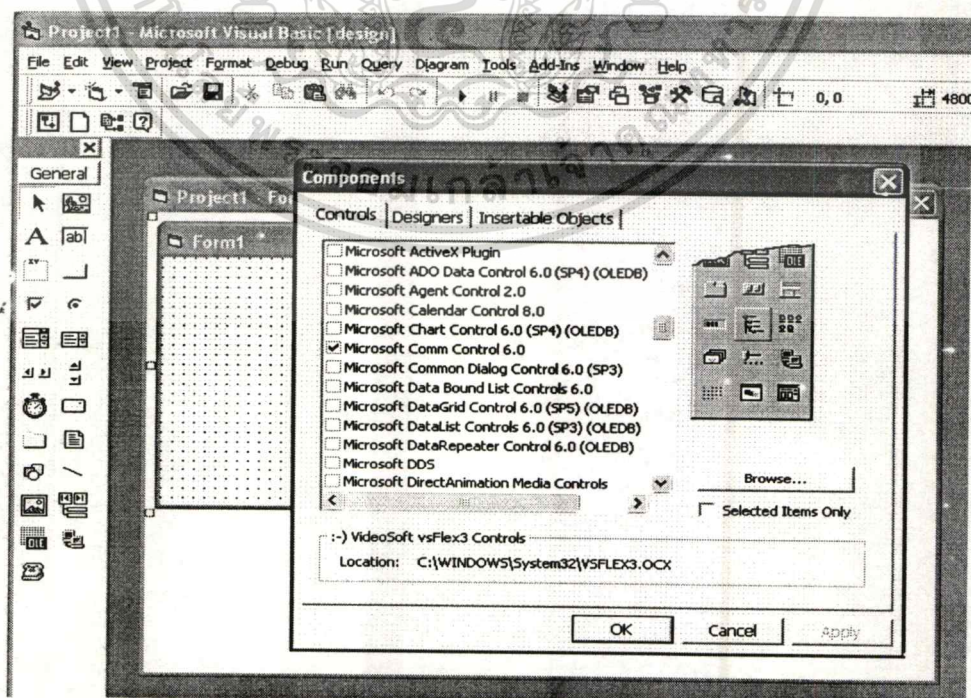 Project1 - Microsoft Visual Basic [design]
File Edit View Project Format Debug Run Query Diagram Tools Add-Ins Window Help
0, 0
4800
General
A
ab
Project1 - Fo
Form1
Components
Controls Designers Insertable Objects
Microsoft ActiveX Plugin
Microsoft ADO Data Control 6.0 (SP4) (OLEDB)
Microsoft Agent Control 2.0
Microsoft Calendar Control 8.0
Microsoft Chart Control 6.0 (SP4) (OLEDB)
Microsoft Comm Control 6.0
Microsoft Common Dialog Control 6.0 (SP3)
Microsoft Data Bound List Controls 6.0
Microsoft DataGrid Control 6.0 (SP5) (OLEDB)
Microsoft DataList Controls 6.0 (SP3) (OLEDB)
Microsoft DataRepeater Control 6.0 (OLEDB)
Microsoft DDS
Microsoft DirectAnimation Media Controls
Browse...
Selected Items Only
:-) VideoSoft vsFlex3 Controls
Location: C:\WINDOWS\System32\VSFLEX3.OCX
OK Cancel Apply